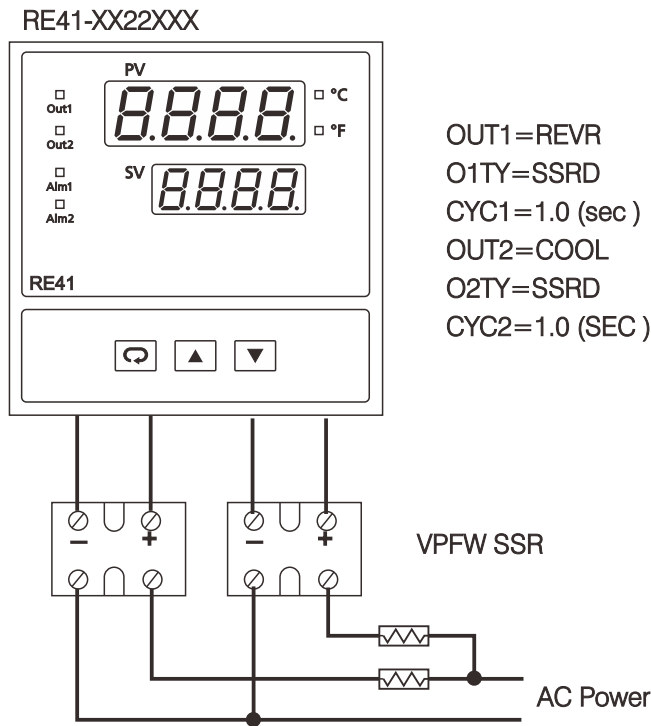 RE41-XX22XXX
PV
8.8.8.8
°C
Out1
°F
Out2
SV
8.8.8.8
Alm1
Alm2
RE41
▲
▼
OUT1=REVR
O1TY=SSRD
CYC1=1.0 (sec )
OUT2=COOL
O2TY=SSRD
CYC2=1.0 (SEC )
− +
− +
VPFW SSR
AC Power